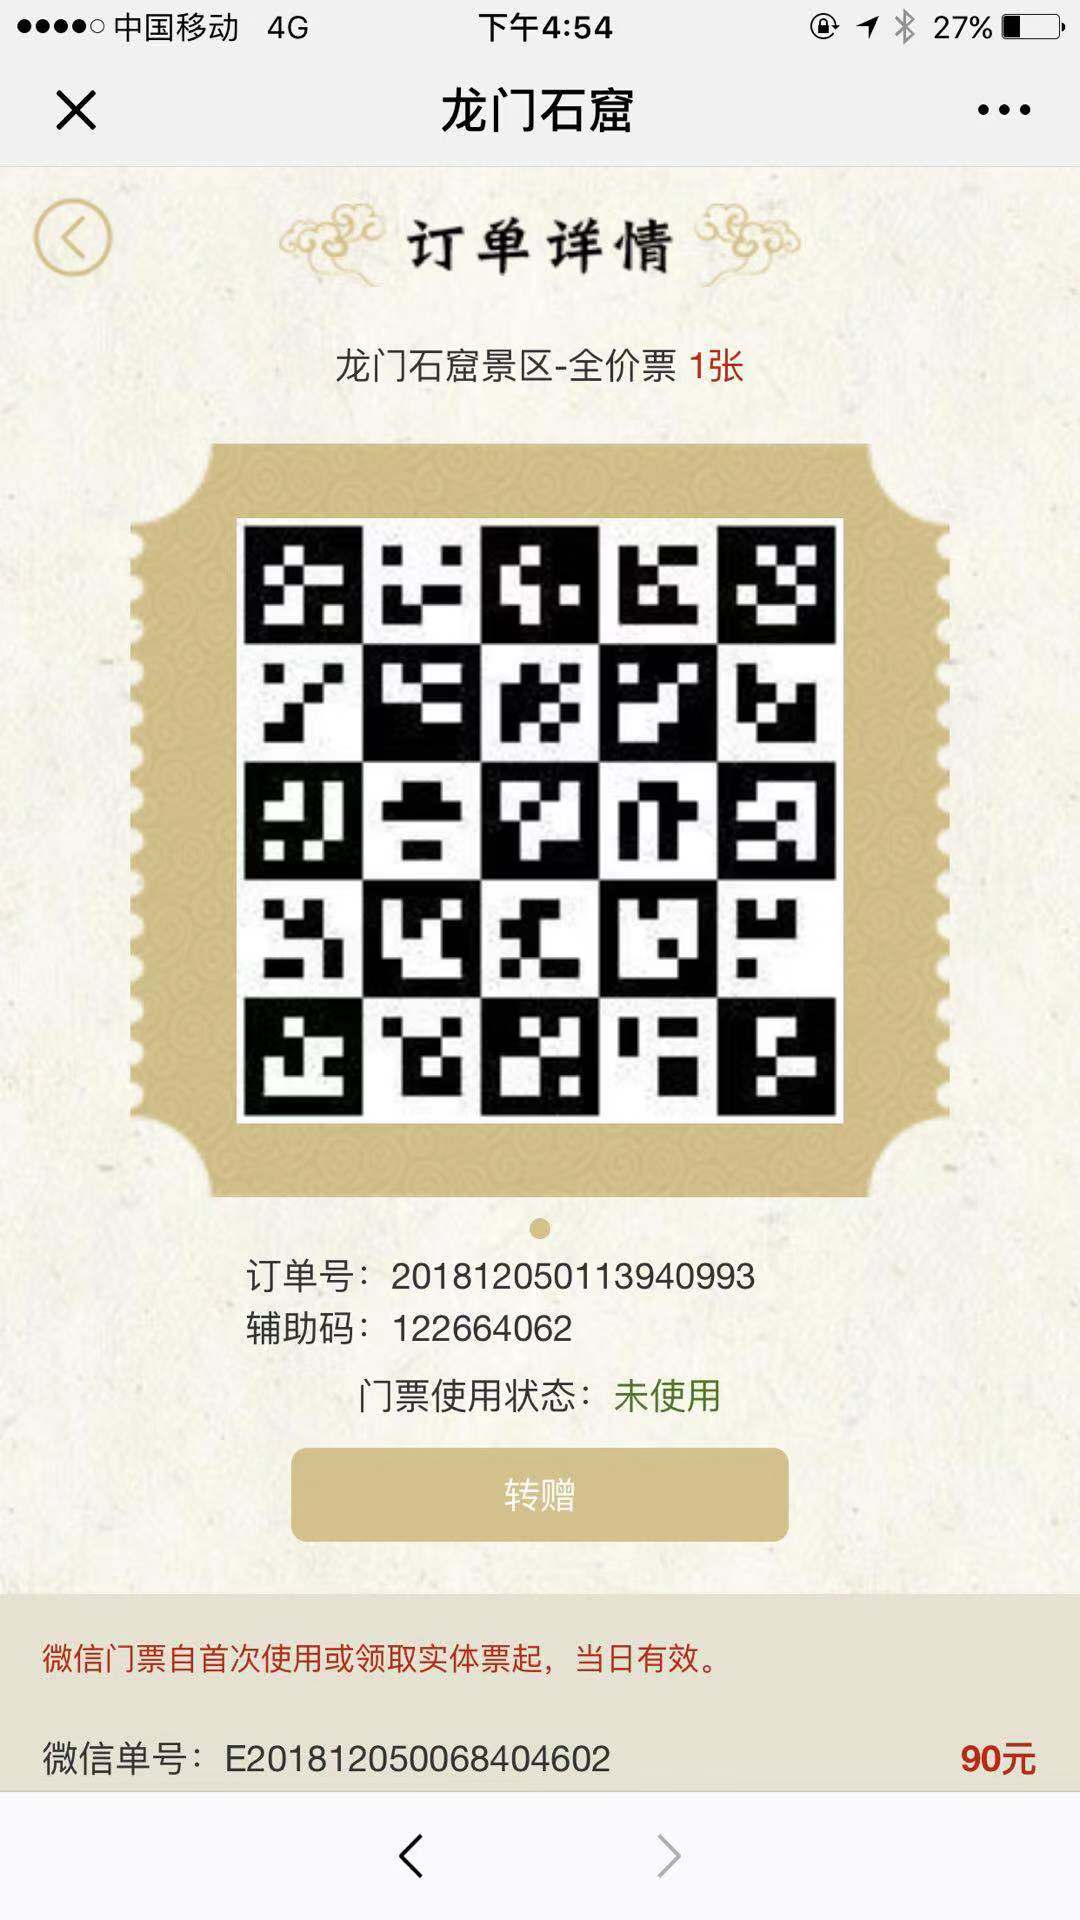 中国移动 4G 下午4:54 27%
龙门石窟
订单详情
龙门石窟景区-全价票 1张
订单号：201812050113940993
辅助码：122664062
门票使用状态：未使用
转赠
微信门票自首次使用或领取实体票起，当日有效。
微信单号：E201812050068404602 90元